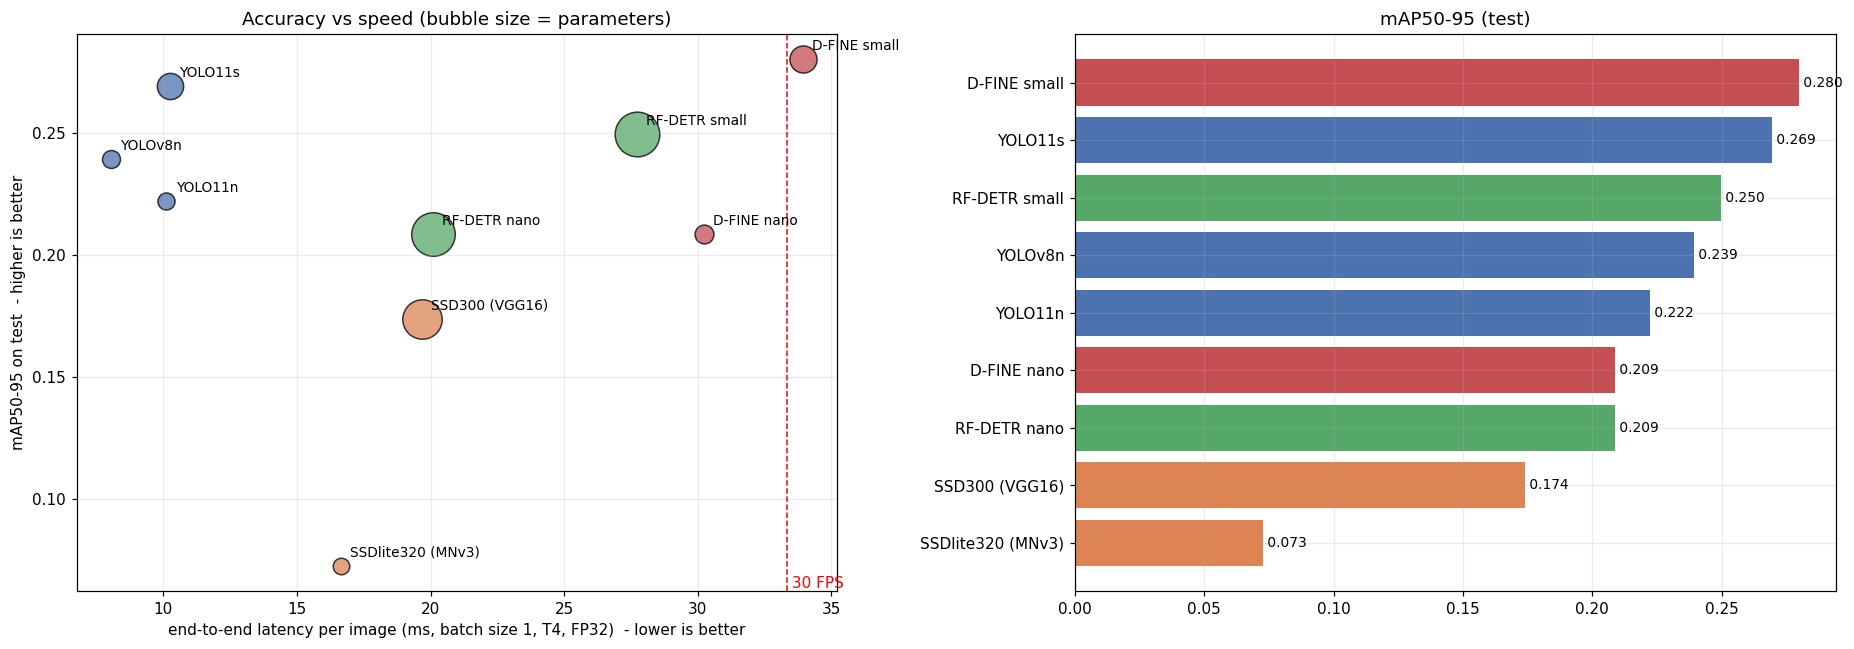 Accuracy vs speed (bubble size = parameters)
D-FINE small
YOLO11s
RF-DETR small
YOLOv8n
YOLO11n
RF-DETR nano
D-FINE nano
SSD300 (VGG16)
SSDlite320 (MNv3)
30 FPS
0.25
0.20
0.15
0.10
mAP50-95 on test - higher is better
10 15 20 25 30 35
end-to-end latency per image (ms, batch size 1, T4, FP32) - lower is better
mAP50-95 (test)
D-FINE small 0.280
YOLO11s 0.269
RF-DETR small 0.250
YOLOv8n 0.239
YOLO11n 0.222
D-FINE nano 0.209
RF-DETR nano 0.209
SSD300 (VGG16) 0.174
SSDlite320 (MNv3) 0.073
0.00 0.05 0.10 0.15 0.20 0.25